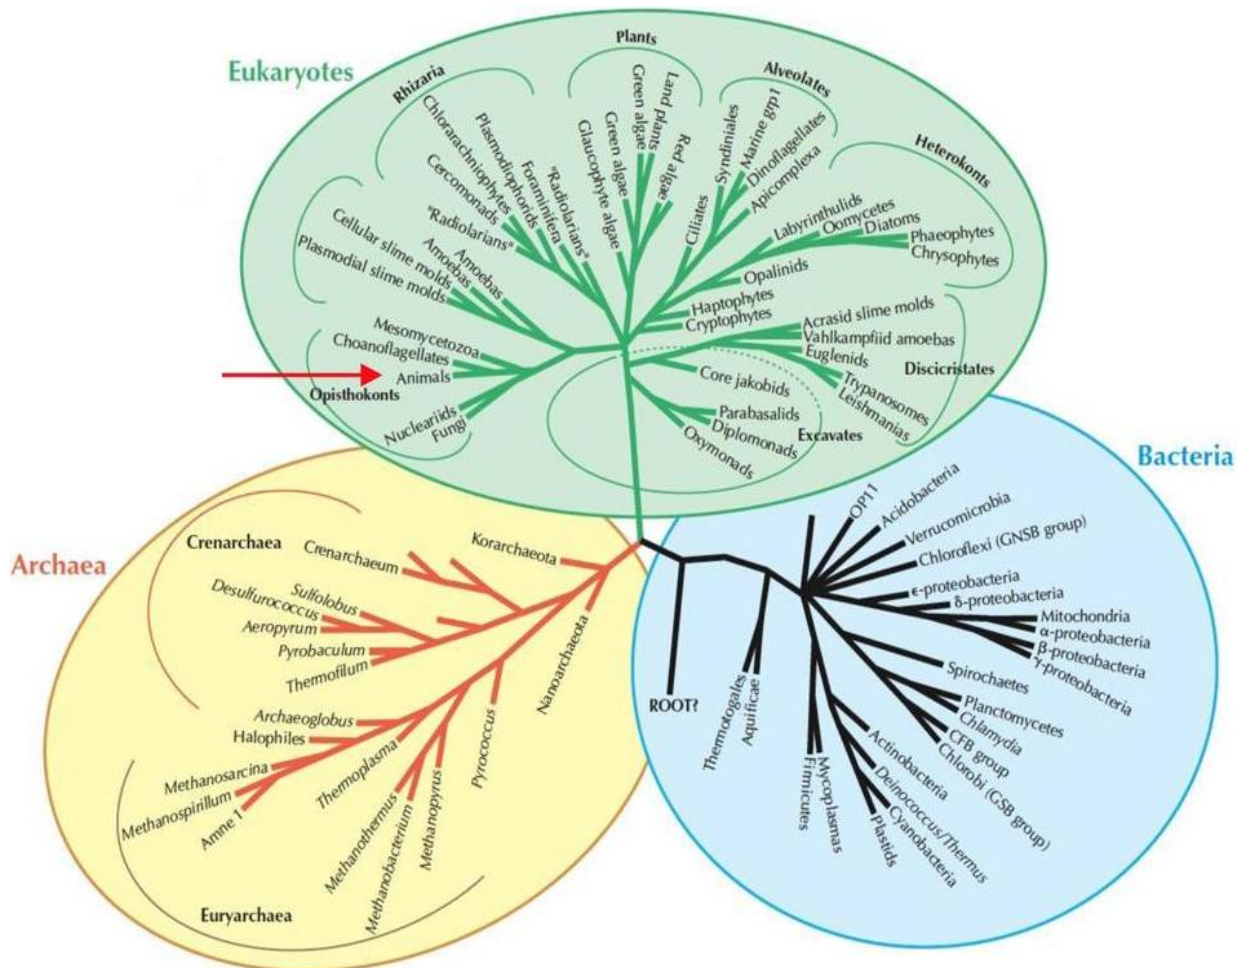 Eukaryotes
Rhizaria
Plants
Alveolates
Heterokonts
Plasmodial slime molds
Cellular slime molds
Amoebas
Amoebas
"Radiolarians"
Cercomonads
Chlorarachniophytes
Plasmodiophorids
Foraminifera
"Radiolarians"
Glaucophyte algae
Green algae
Green algae
Land plants
Red algae
Ciliates
Syndiniales
Marine grp1
Dinoflagellates
Apicomplexa
Labyrinthulids
Oomycetes
Diatoms
Phaeophytes
Chrysophytes
Opalinids
Haptophytes
Cryptophytes
Acrasid slime molds
Vahlkampfiid amoebas
Euglenids
Trypanosomes
Leishmanias
Discicristates
Core jakobids
Parabasalids
Diplomonads
Oxymonads
Excavates
Mesomycetozoa
Choanoflagellates
Animals
Opisthokonts
Nucleariids
Fungi
Archaea
Crenarchaea
Korarchaeota
Crenarchaeum
Sulfolobus
Desulfurococcus
Aeropyrum
Pyrobaculum
Thermofilum
Nanoarchaeota
Archaeoglobus
Halophiles
Methanosarcina
Methanospirillum
Amne 1
Thermoplasma
Methanothermus
Methanobacterium
Methanopyrus
Pyrococcus
Euryarchaea
Bacteria
ROOT?
Thermotogales
Aquificae
OP11
Acidobacteria
Verrucomicrobia
Chloroflexi (GNSB group)
ϵ-proteobacteria
δ-proteobacteria
Mitochondria
α-proteobacteria
β-proteobacteria
γ-proteobacteria
Spirochaetes
Planctomycetes
Chlamydia
CFB group
Chlorobi (GSB group)
Actinobacteria
Deinococcus/Thermus
Cyanobacteria
Plastids
Mycoplasmas
Firmicutes